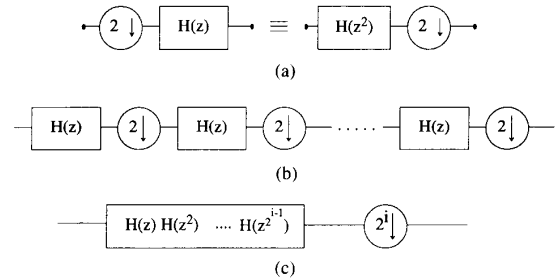 2 ↓ H(z) ≡ H(z²) 2 ↓
(a)
H(z) 2↓ H(z) 2↓ ..... H(z) 2↓
(b)
H(z) H(z²) .... H(z^{2^{i-1}}) 2^i↓
(c)